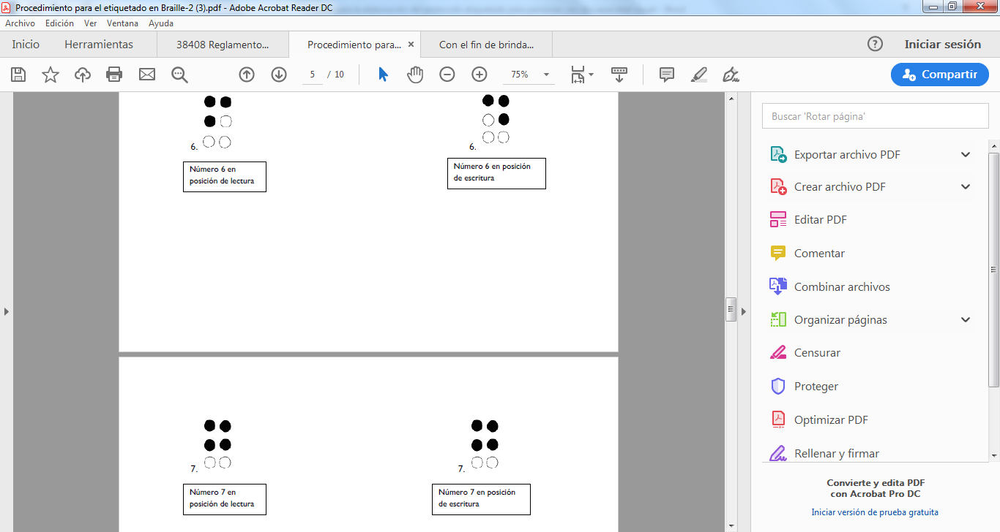 Procedimiento para el etiquetado en Braille-2 (3).pdf - Adobe Acrobat Reader DC
Archivo Edición Ver Ventana Ayuda
Inicio Herramientas 38408 Reglamento... Procedimiento para... × Con el fin de brinda... ? Iniciar sesión
5 / 10 75% Compartir
6. 6.
Número 6 en
posición de lectura
Número 6 en posición
de escritura
7. 7.
Número 7 en
posición de lectura
Número 7 en posición
de escritura
Buscar 'Rotar página'
Exportar archivo PDF
Crear archivo PDF
Editar PDF
Comentar
Combinar archivos
Organizar páginas
Censurar
Proteger
Optimizar PDF
Rellenar y firmar
Convierte y edita PDF
con Acrobat Pro DC
Iniciar versión de prueba gratuita